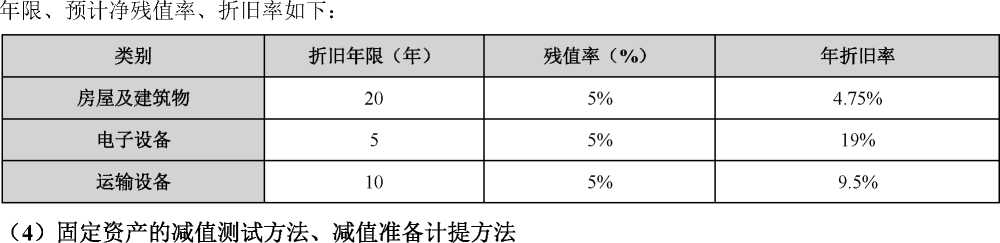 年限、预计净残值率、折旧率如下：
类别 折旧年限（年） 残值率（%） 年折旧率
房屋及建筑物 20 5% 4.75%
电子设备 5 5% 19%
运输设备 10 5% 9.5%
（4）固定资产的减值测试方法、减值准备计提方法